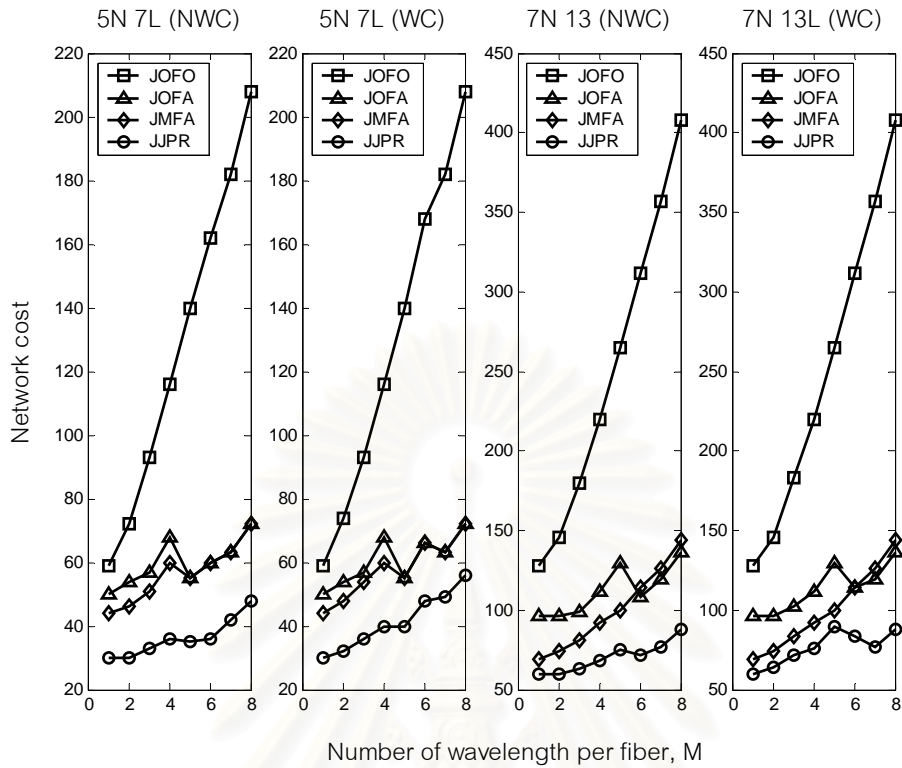 5N 7L (NWC)
5N 7L (WC)
7N 13 (NWC)
7N 13L (WC)
Network cost
220
200
180
160
140
120
100
80
60
40
20
0 2 4 6 8
JOFO
JOFA
JMFA
JJPR
220
200
180
160
140
120
100
80
60
40
20
0 2 4 6 8
JOFO
JOFA
JMFA
JJPR
450
400
350
300
250
200
150
100
50
0 2 4 6 8
JOFO
JOFA
JMFA
JJPR
450
400
450
300
250
200
150
100
50
0 2 4 6 8
JOFO
JOFA
JMFA
JJPR
Number of wavelength per fiber, M